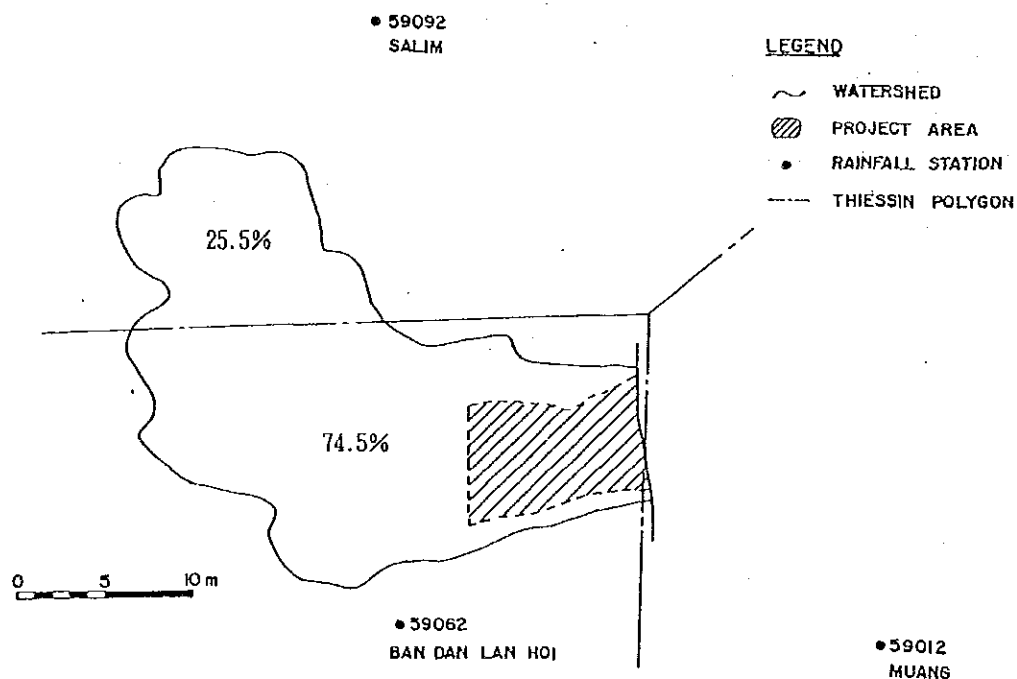 59092
SALIM
LEGEND
WATERSHED
PROJECT AREA
RAINFALL STATION
THIESSIN POLYGON
25.5%
74.5%
0 5 10 m
59062
BAN DAN LAN HOI
59012
MUANG